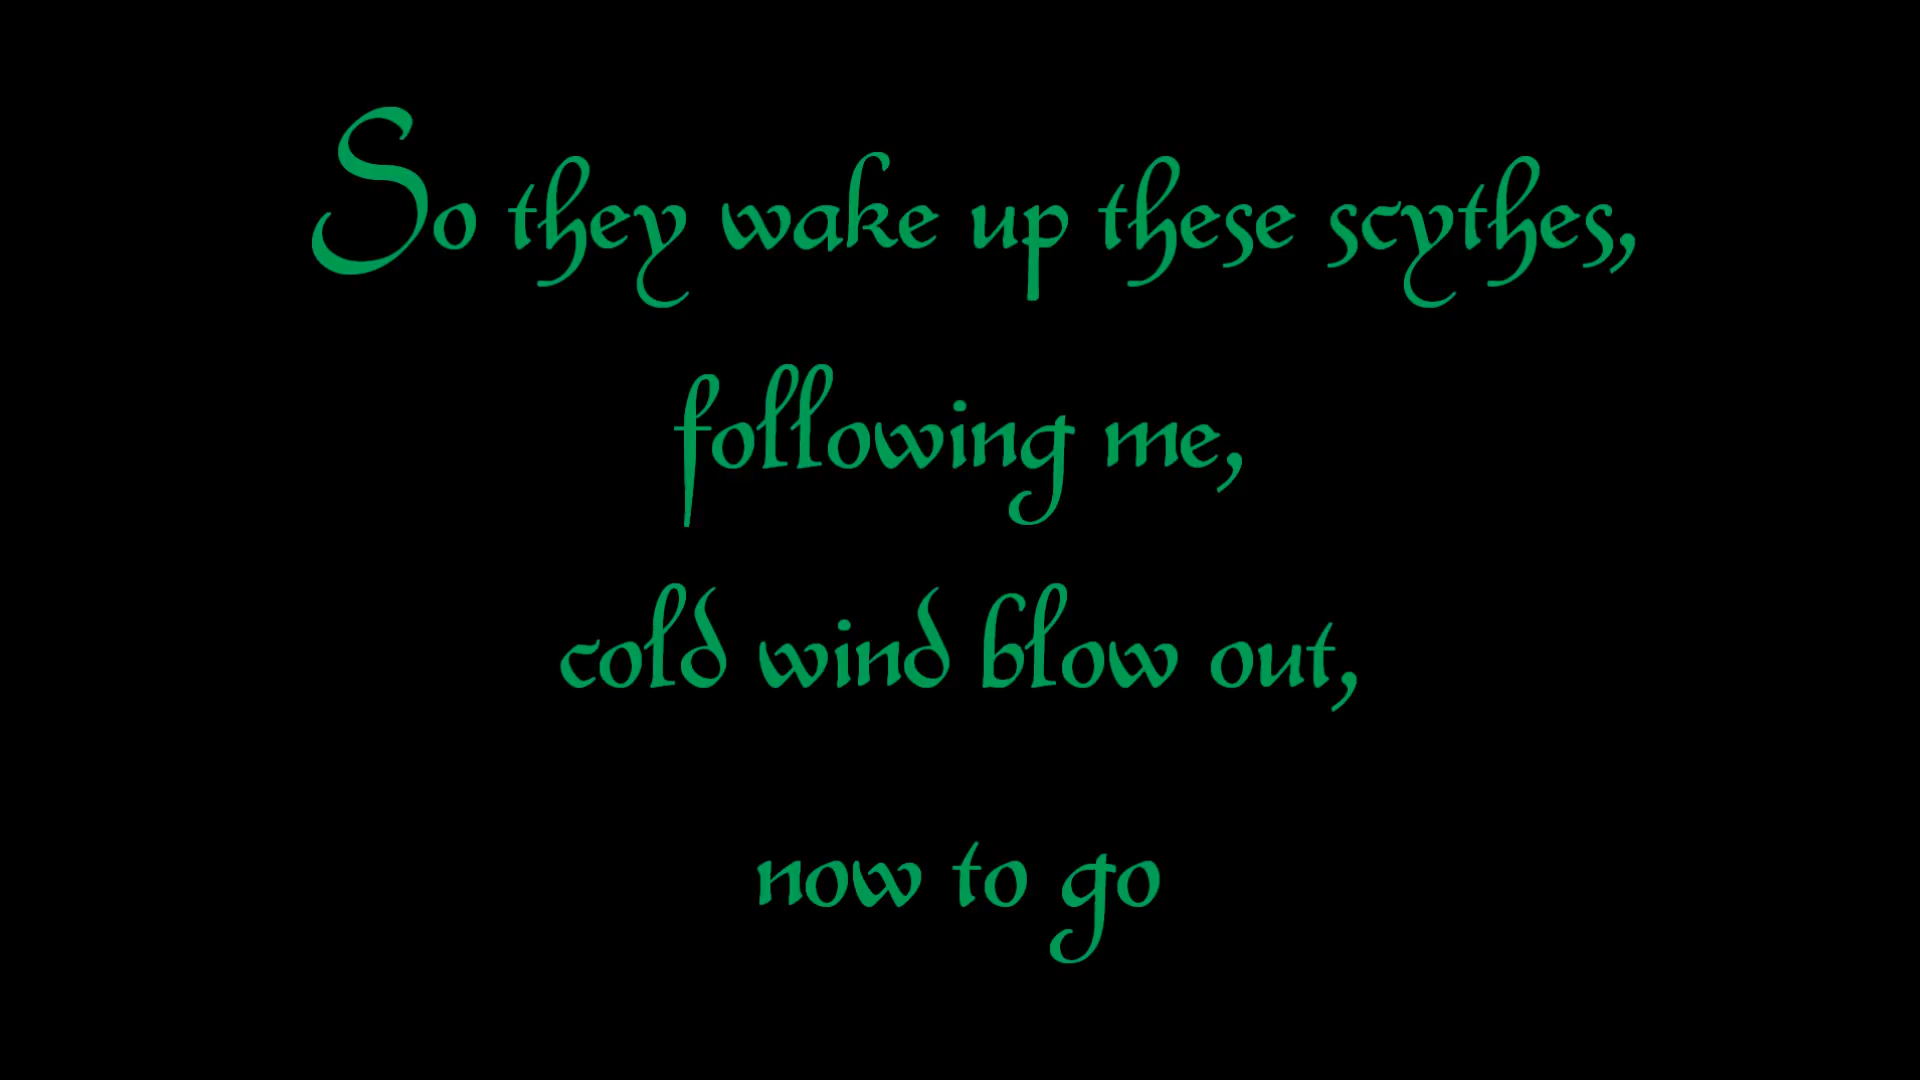 So they wake up these scythes,
following me,
cold wind blow out,
now to go